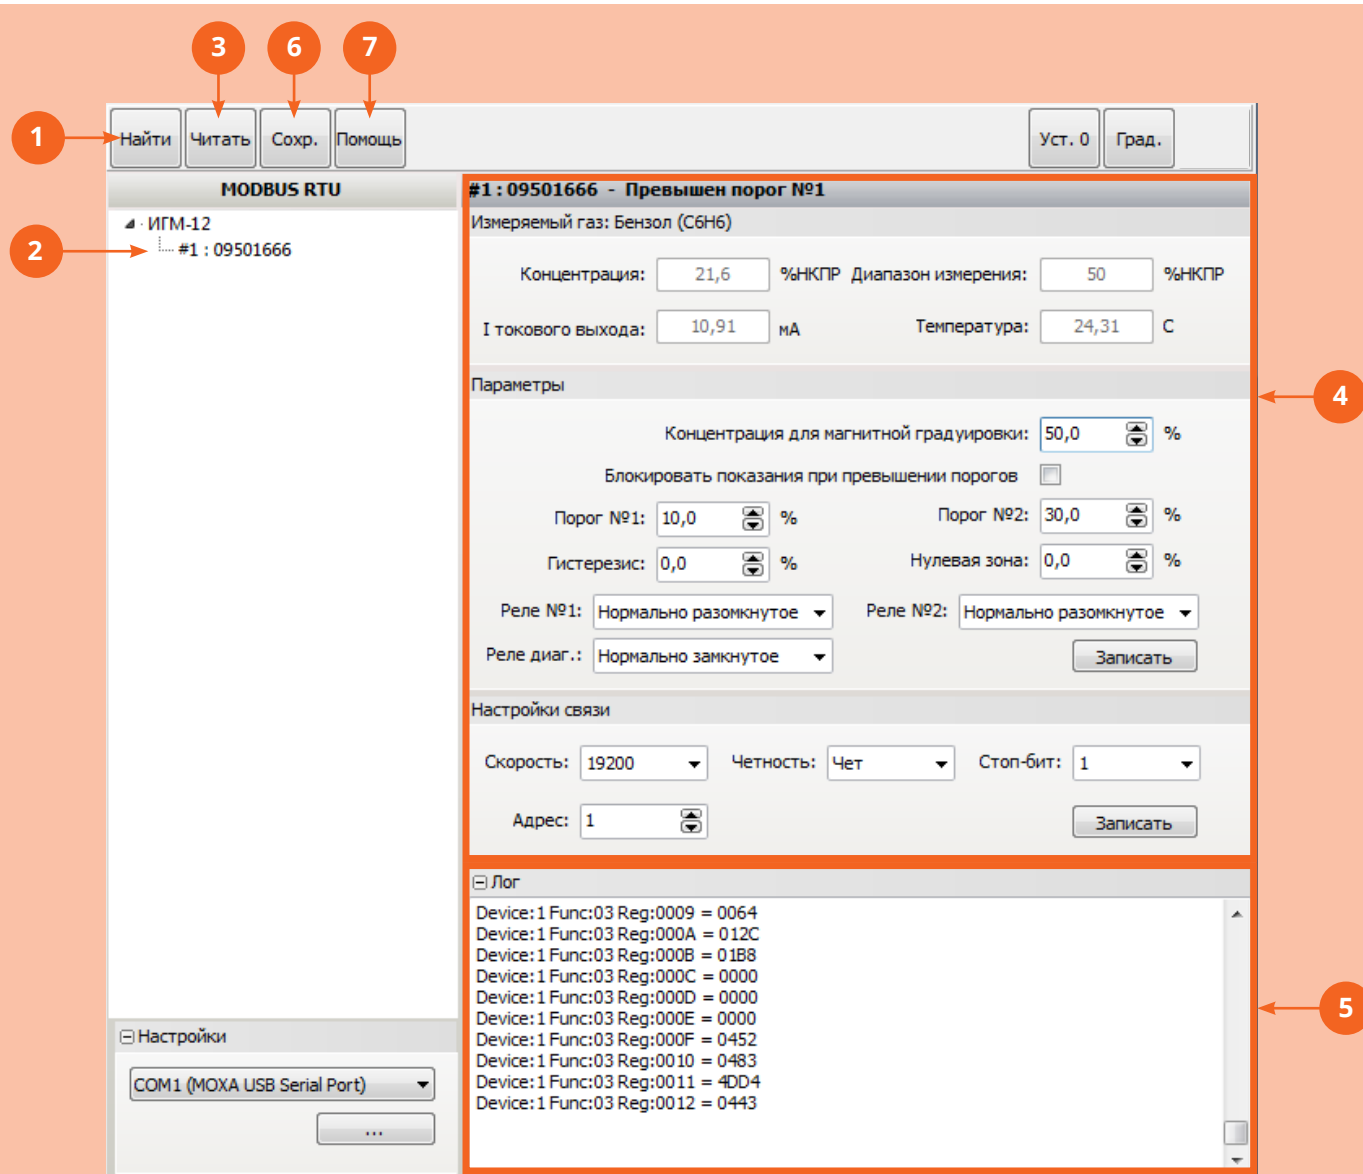 3 6 7
1
Найти Читать Сохр. Помощь Уст. 0 Град.
MODBUS RTU
ИГМ-12
2
#1 : 09501666
#1 : 09501666 - Превышен порог №1
Измеряемый газ: Бензол (C6H6)
Концентрация: 21,6 %НКПР Диапазон измерения: 50 %НКПР
I токового выхода: 10,91 мА Температура: 24,31 С
Параметры
4
Концентрация для магнитной градуировки: 50,0 %
Блокировать показания при превышении порогов
Порог №1: 10,0 % Порог №2: 30,0 %
Гистерезис: 0,0 % Нулевая зона: 0,0 %
Реле №1: Нормально разомкнутое Реле №2: Нормально разомкнутое
Реле диаг.: Нормально замкнутое Записать
Настройки связи
Скорость: 19200 Четность: Чет Стоп-бит: 1
Адрес: 1 Записать
Лог
Device:1 Func:03 Reg:0009 = 0064
Device:1 Func:03 Reg:000A = 012C
Device:1 Func:03 Reg:000B = 01B8
Device:1 Func:03 Reg:000C = 0000
Device:1 Func:03 Reg:000D = 0000
Device:1 Func:03 Reg:000E = 0000
Device:1 Func:03 Reg:000F = 0452
Device:1 Func:03 Reg:0010 = 0483
Device:1 Func:03 Reg:0011 = 4DD4
Device:1 Func:03 Reg:0012 = 0443
5
Настройки
COM1 (MOXA USB Serial Port)
...